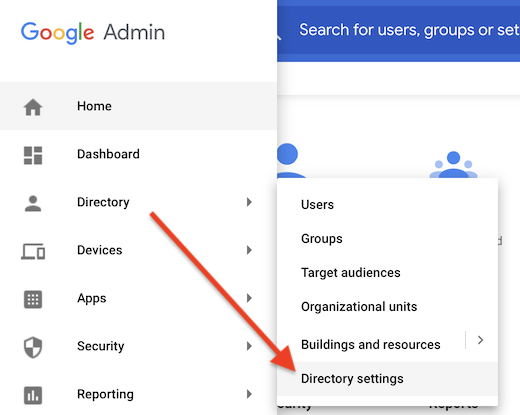 Google Admin
Search for users, groups or set
Home
Dashboard
Directory
Devices
Apps
Security
Reporting
Users
Groups
Target audiences
Organizational units
Buildings and resources
Directory settings